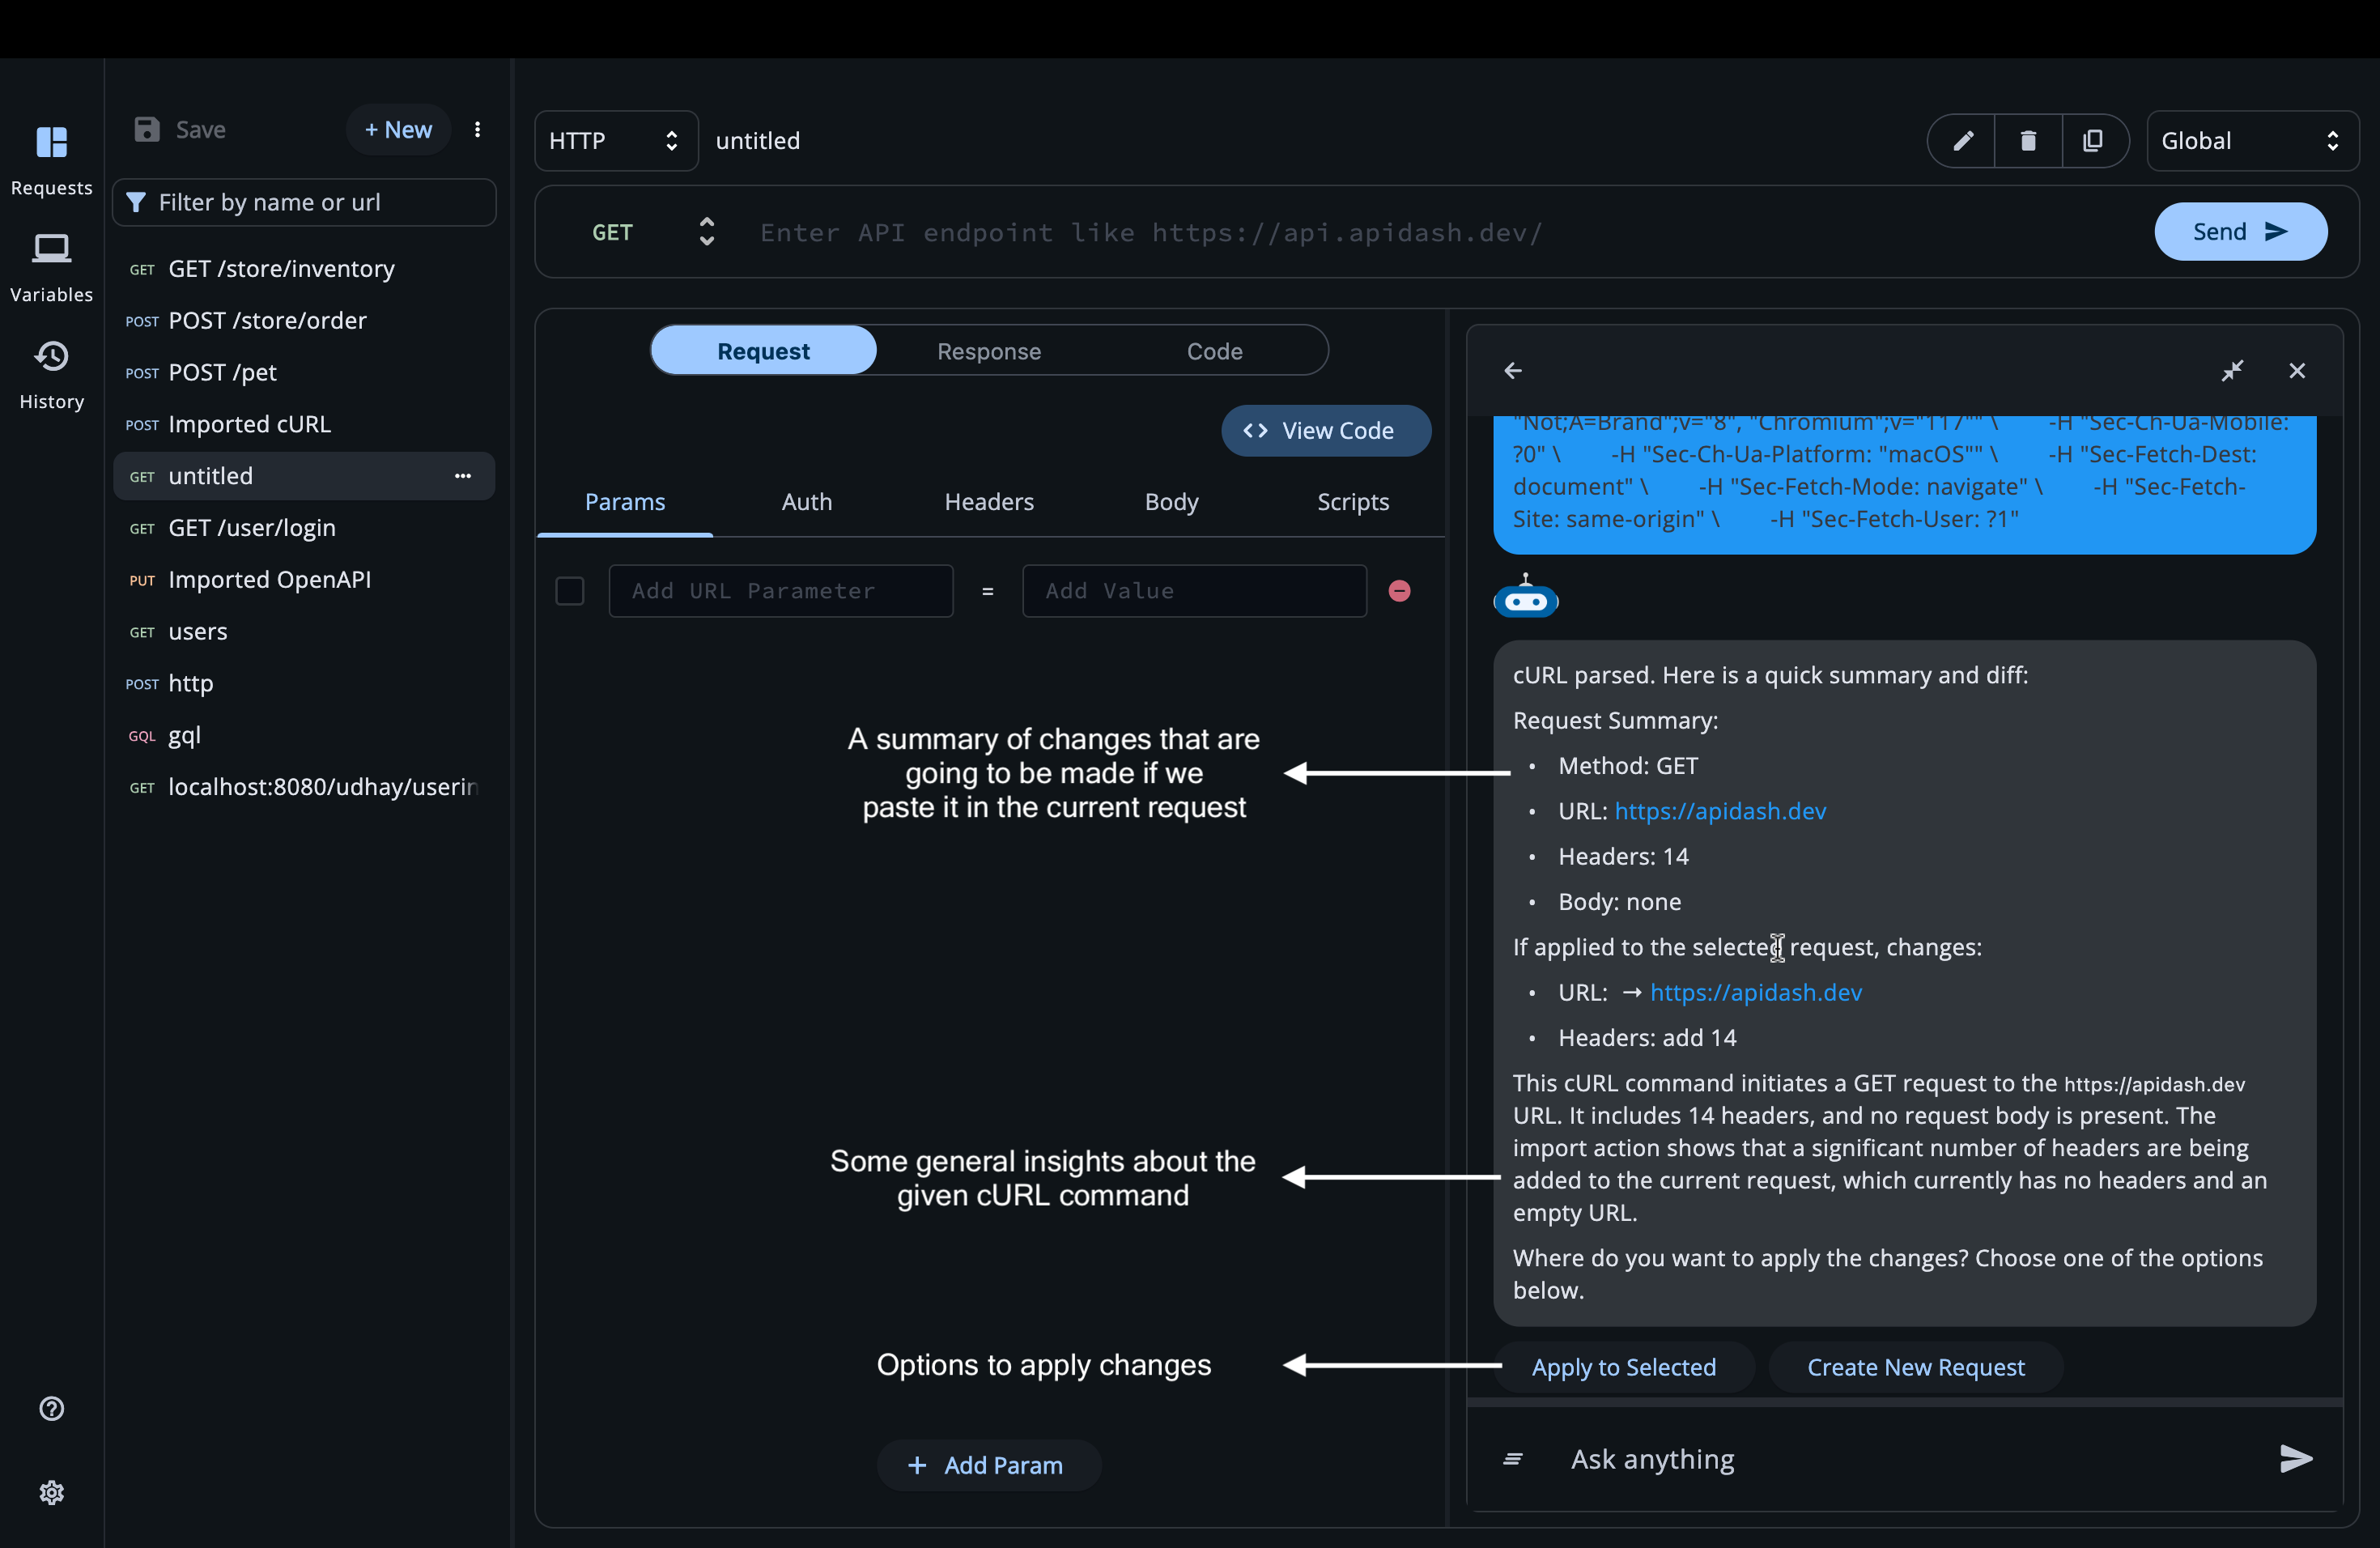 Requests
Variables
History
Save
+ New
Filter by name or url
GET GET /store/inventory
POST POST /store/order
POST POST /pet
POST Imported cURL
GET untitled
GET GET /user/login
PUT Imported OpenAPI
GET users
POST http
GQL gql
GET localhost:8080/udhay/userin
HTTP
untitled
Global
GET
Enter API endpoint like https://api.apidash.dev/
Send
Request
Response
Code
View Code
Params
Auth
Headers
Body
Scripts
Add URL Parameter
=
Add Value
A summary of changes that are
going to be made if we
paste it in the current request
Some general insights about the
given cURL command
Options to apply changes
+ Add Param
"Not;A=Brand";v="8", "Chromium";v="117"" \ -H "Sec-Ch-Ua-Mobile:
?0" \ -H "Sec-Ch-Ua-Platform: "macOS"" \ -H "Sec-Fetch-Dest:
document" \ -H "Sec-Fetch-Mode: navigate" \ -H "Sec-Fetch-
Site: same-origin" \ -H "Sec-Fetch-User: ?1"
cURL parsed. Here is a quick summary and diff:
Request Summary:
• Method: GET
• URL: https://apidash.dev
• Headers: 14
• Body: none
If applied to the selected request, changes:
• URL: → https://apidash.dev
• Headers: add 14
This cURL command initiates a GET request to the https://apidash.dev
URL. It includes 14 headers, and no request body is present. The
import action shows that a significant number of headers are being
added to the current request, which currently has no headers and an
empty URL.
Where do you want to apply the changes? Choose one of the options
below.
Apply to Selected
Create New Request
Ask anything